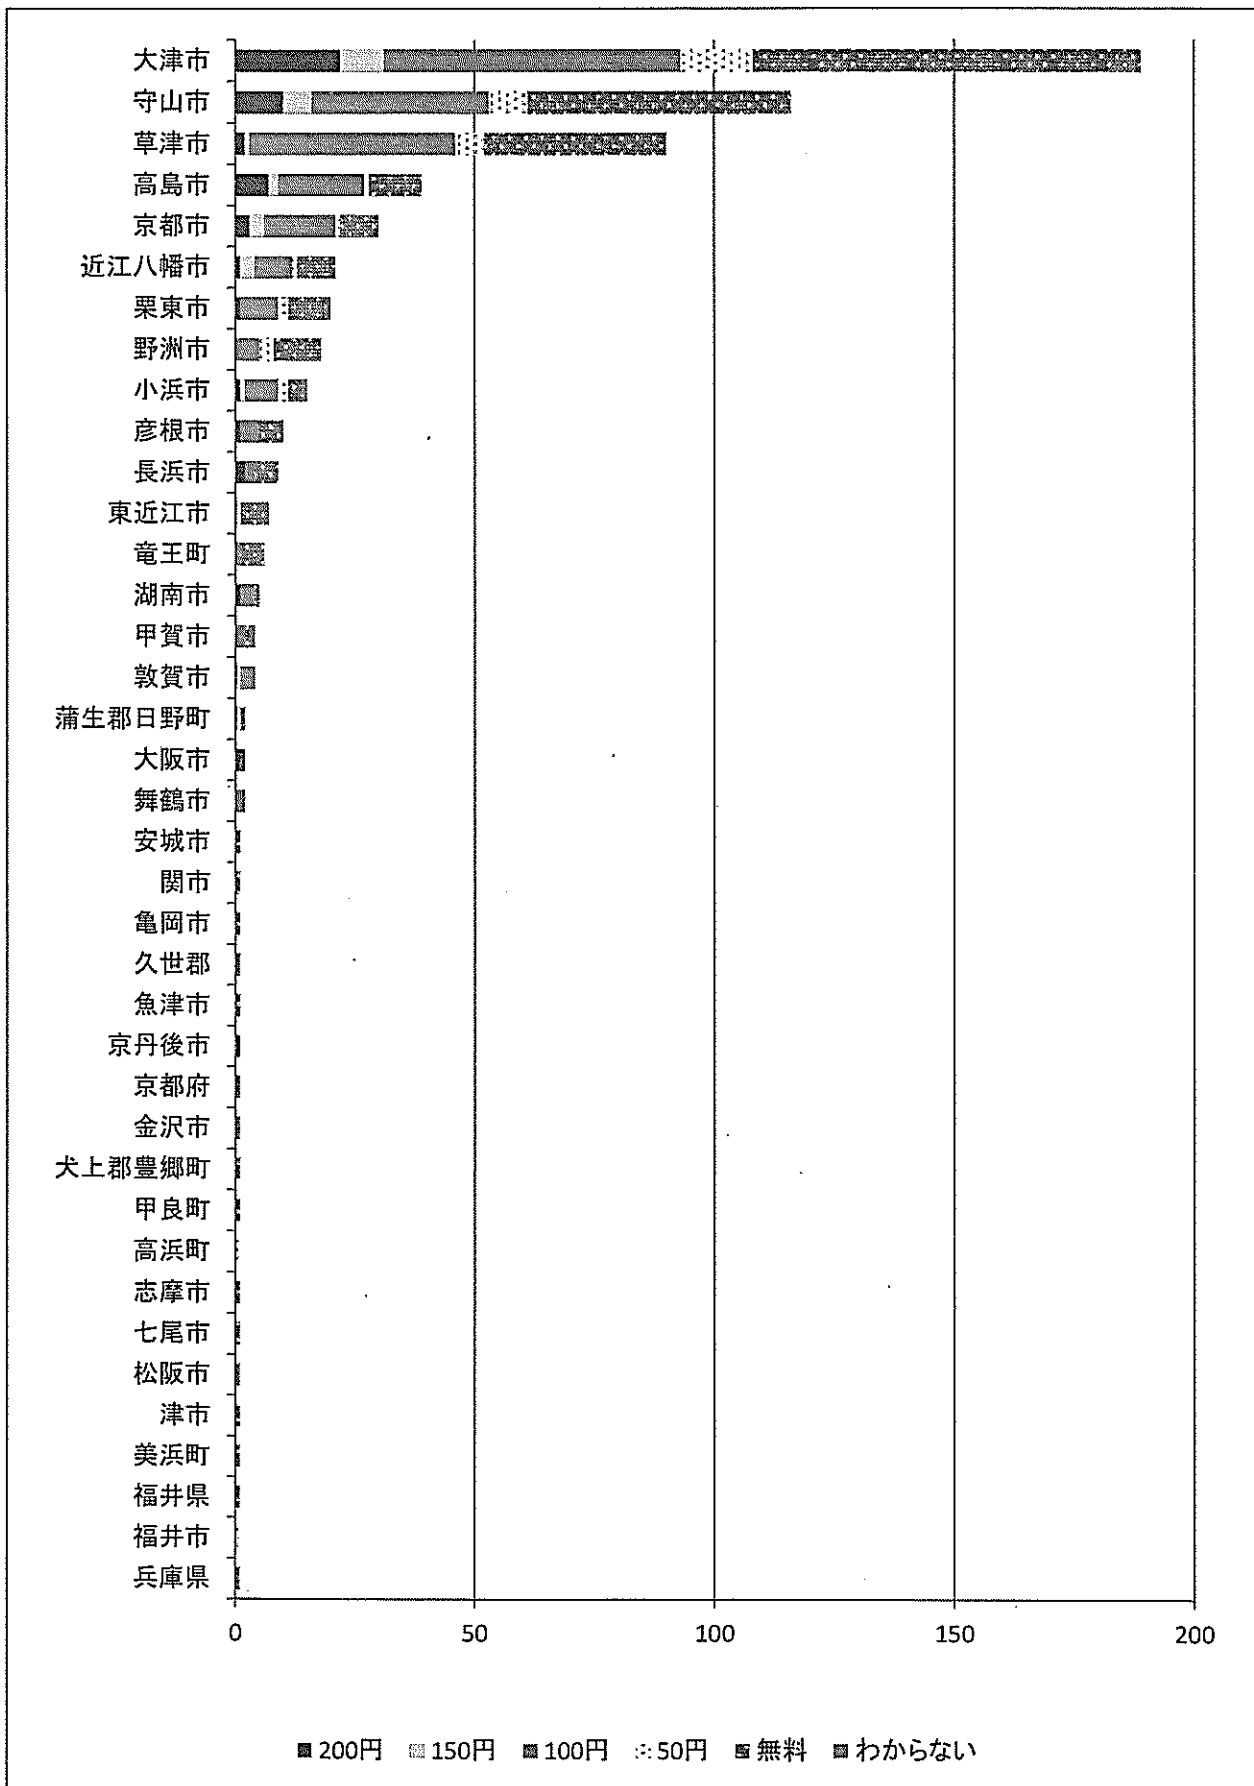 大津市
守山市
草津市
高島市
京都市
近江八幡市
栗東市
野洲市
小浜市
彦根市
長浜市
東近江市
竜王町
湖南市
甲賀市
敦賀市
蒲生郡日野町
大阪市
舞鶴市
安城市
関市
亀岡市
久世郡
魚津市
京丹後市
京都府
金沢市
犬上郡豊郷町
甲良町
高浜町
志摩市
七尾市
松阪市
津市
美浜町
福井県
福井市
兵庫県
0 50 100 150 200
200円 150円 100円 50円 無料 わからない